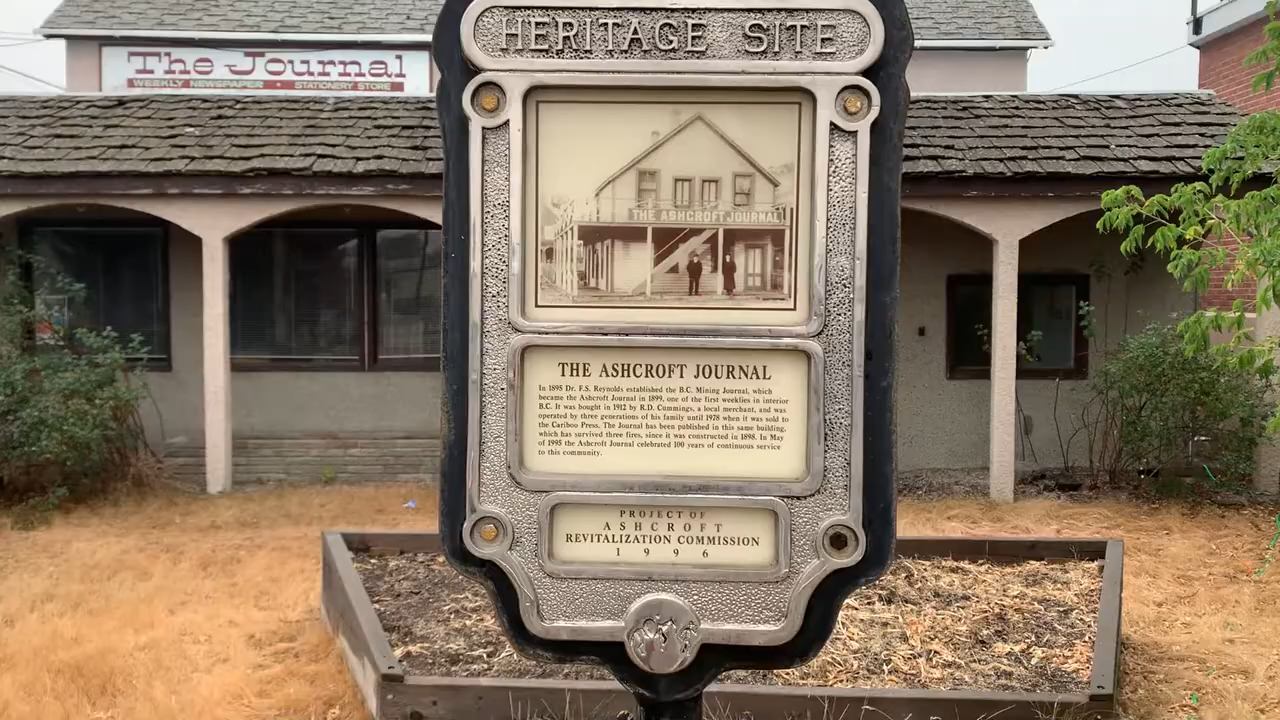 HERITAGE SITE
The Journal
WEEKLY NEWSPAPER • STATIONERY STORE
THE ASHCROFT JOURNAL
THE ASHCROFT JOURNAL
In 1895 Dr. F.S. Reynolds established the B.C. Mining Journal, which
became the Ashcroft Journal in 1899, one of the first weeklies in interior
B.C. It was bought in 1912 by R.D. Cummings, a local merchant, and was
operated by three generations of his family until 1978 when it was sold to
the Cariboo Press. The Journal has been published in this same building,
which has survived three fires, since it was constructed in 1898. In May
of 1995 the Ashcroft Journal celebrated 100 years of continuous service
to this community.
PROJECT OF
ASHCROFT
REVITALIZATION COMMISSION
1996